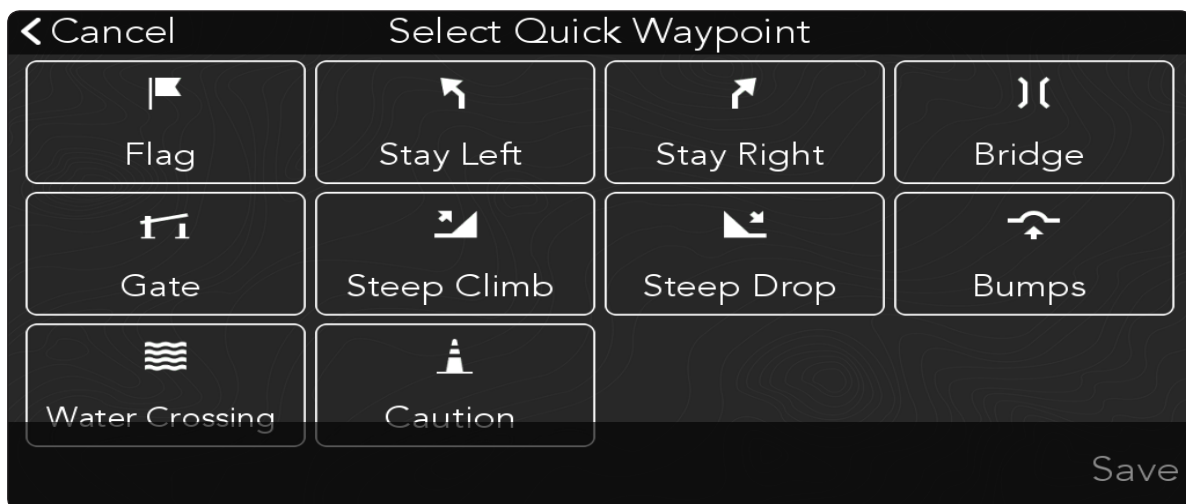 Cancel Select Quick Waypoint
Flag Stay Left Stay Right Bridge
Gate Steep Climb Steep Drop Bumps
Water Crossing Caution
Save